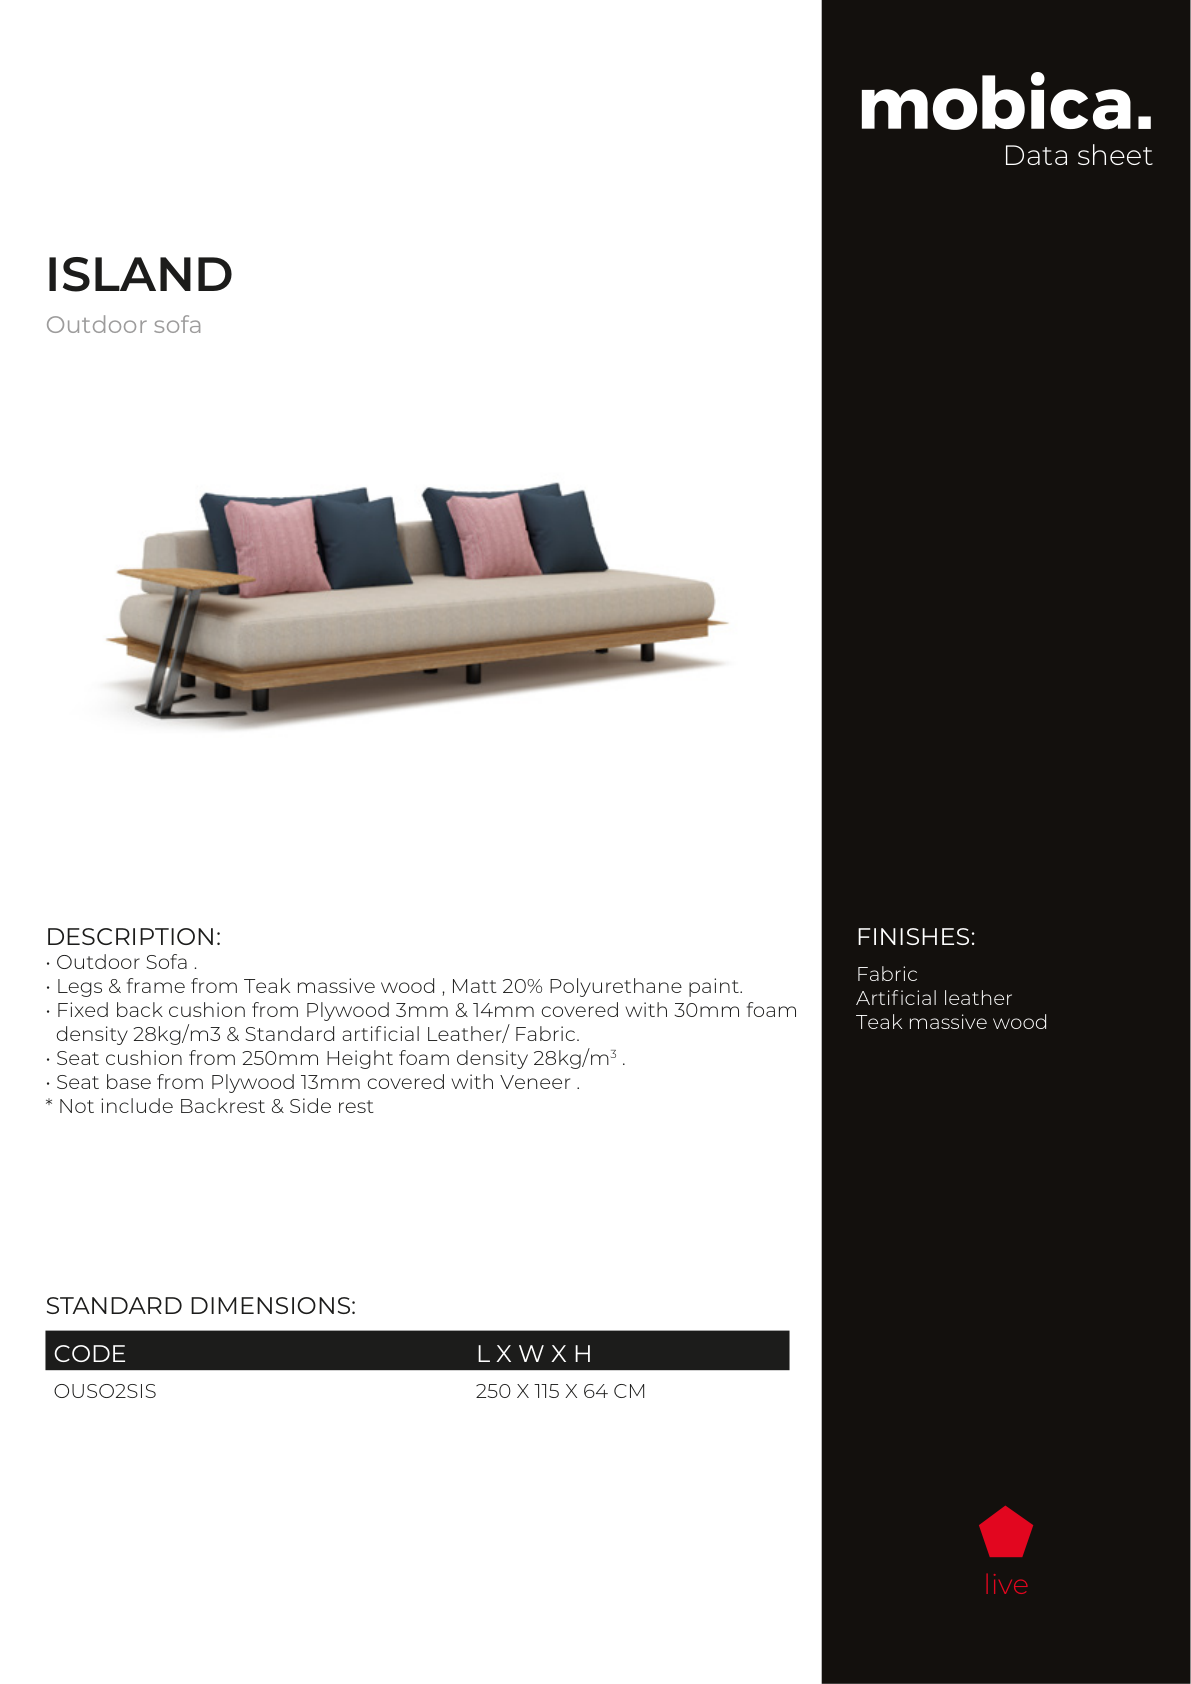 mobica.
Data sheet
ISLAND
Outdoor sofa
DESCRIPTION:
• Outdoor Sofa .
• Legs & frame from Teak massive wood , Matt 20% Polyurethane paint.
• Fixed back cushion from Plywood 3mm & 14mm covered with 30mm foam
density 28kg/m3 & Standard artificial Leather/ Fabric.
• Seat cushion from 250mm Height foam density 28kg/m³ .
• Seat base from Plywood 13mm covered with Veneer .
* Not include Backrest & Side rest
FINISHES:
Fabric
Artificial leather
Teak massive wood
STANDARD DIMENSIONS:
CODE L X W X H
OUSO2SIS 250 X 115 X 64 CM
live